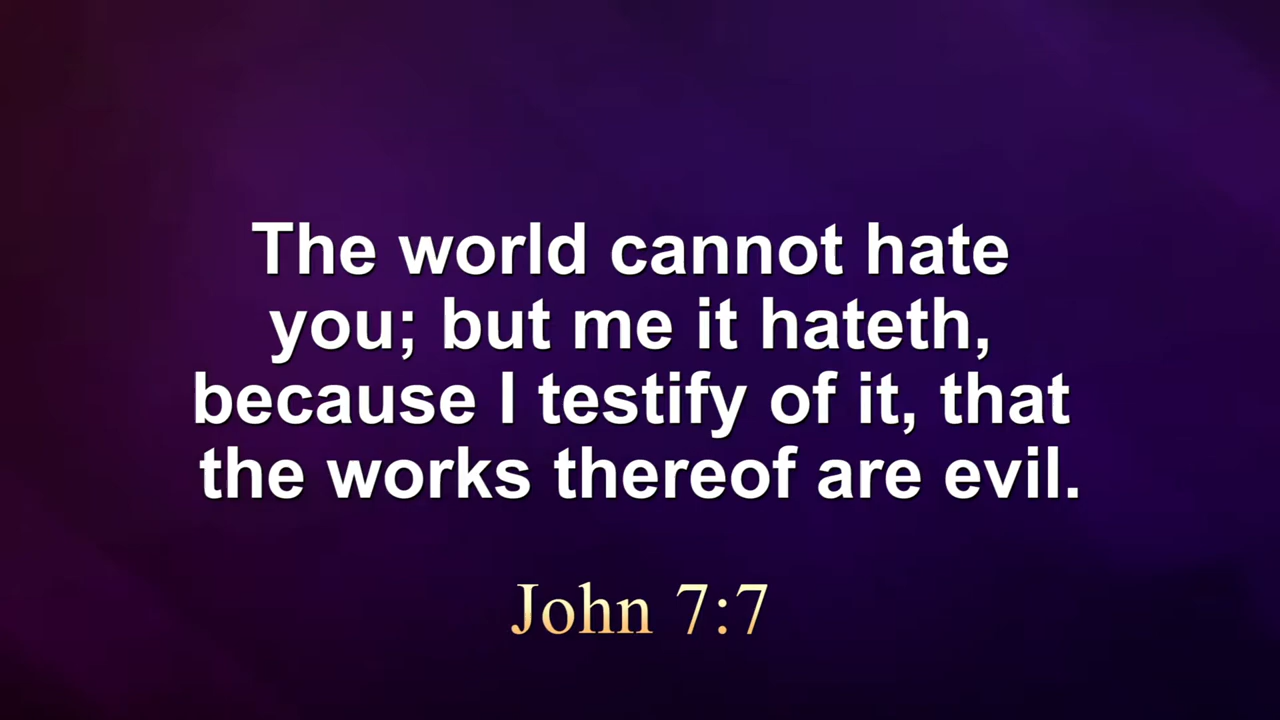 The world cannot hate
you; but me it hateth,
because I testify of it, that
the works thereof are evil.
John 7:7